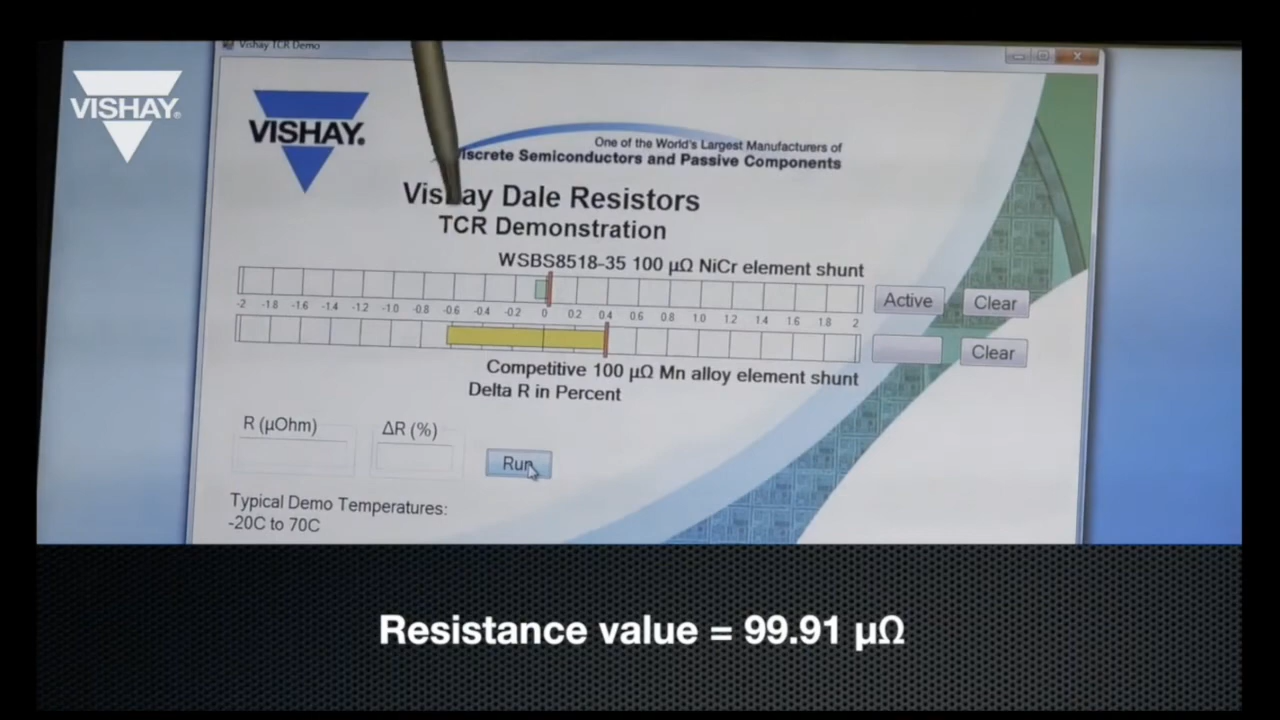 Vishay TCR Demo
VISHAY.
VISHAY.
One of the World's Largest Manufacturers of
iscrete Semiconductors and Passive Components
Vishay Dale Resistors
TCR Demonstration
WSBS8518-35 100 µΩ NiCr element shunt
Active Clear
-2 -1.8 -1.6 -1.4 -1.2 -1.0 -0.8 -0.6 -0.4 -0.2 0 0.2 0.4 0.6 0.8 1.0 1.2 1.4 1.6 1.8 2
Clear
Competitive 100 µΩ Mn alloy element shunt
Delta R in Percent
R (µOhm) ΔR (%)
Run
Typical Demo Temperatures:
-20C to 70C
Resistance value = 99.91 µΩ